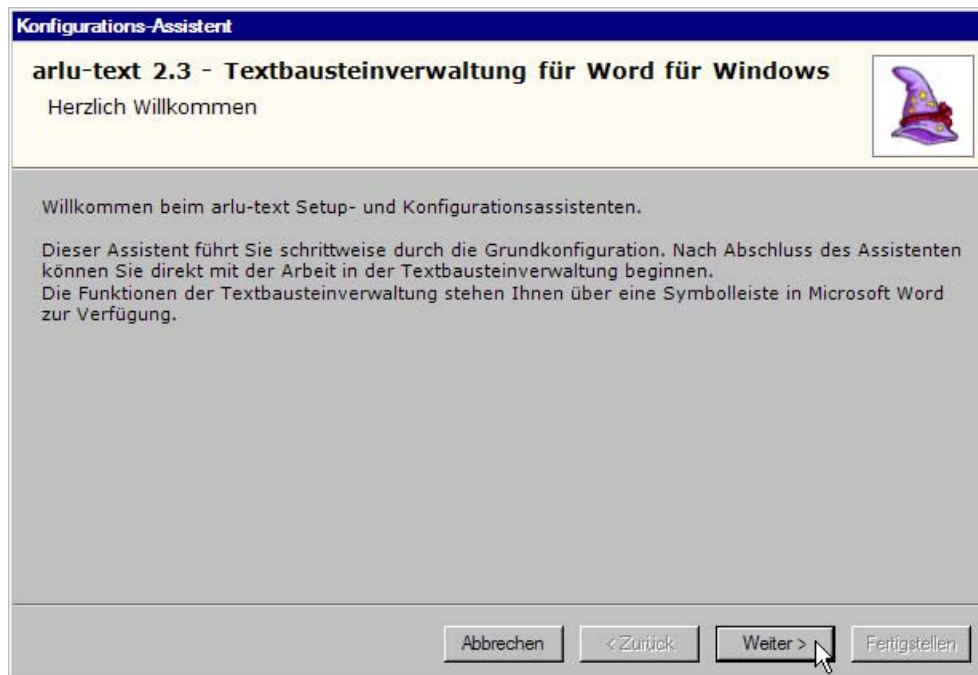 Konfigurations-Assistent
arlu-text 2.3 - Textbausteinverwaltung für Word für Windows
Herzlich Willkommen
Willkommen beim arlu-text Setup- und Konfigurationsassistenten.
Dieser Assistent führt Sie schrittweise durch die Grundkonfiguration. Nach Abschluss des Assistenten
können Sie direkt mit der Arbeit in der Textbausteinverwaltung beginnen.
Die Funktionen der Textbausteinverwaltung stehen Ihnen über eine Symbolleiste in Microsoft Word
zur Verfügung.
Abbrechen < Zurück Weiter > Fertigstellen